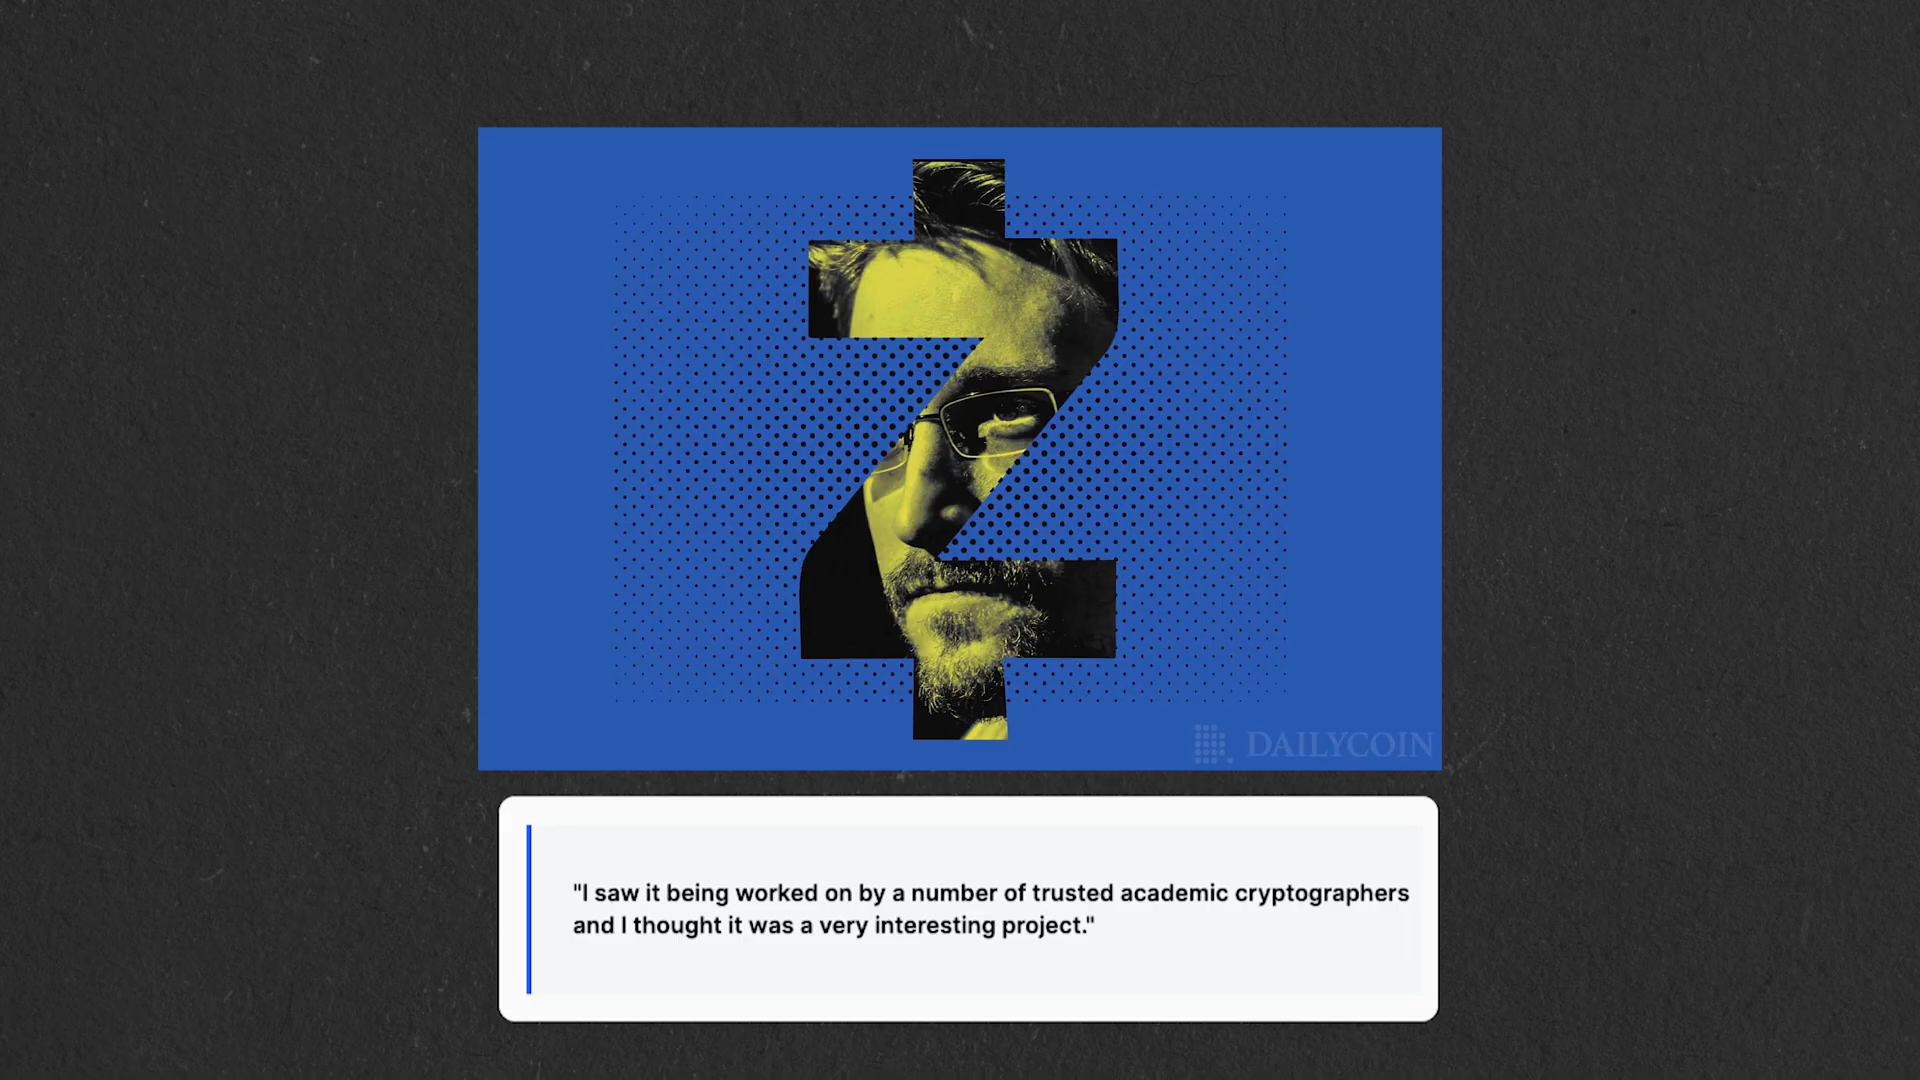 DAILYCOIN
"I saw it being worked on by a number of trusted academic cryptographers
and I thought it was a very interesting project."